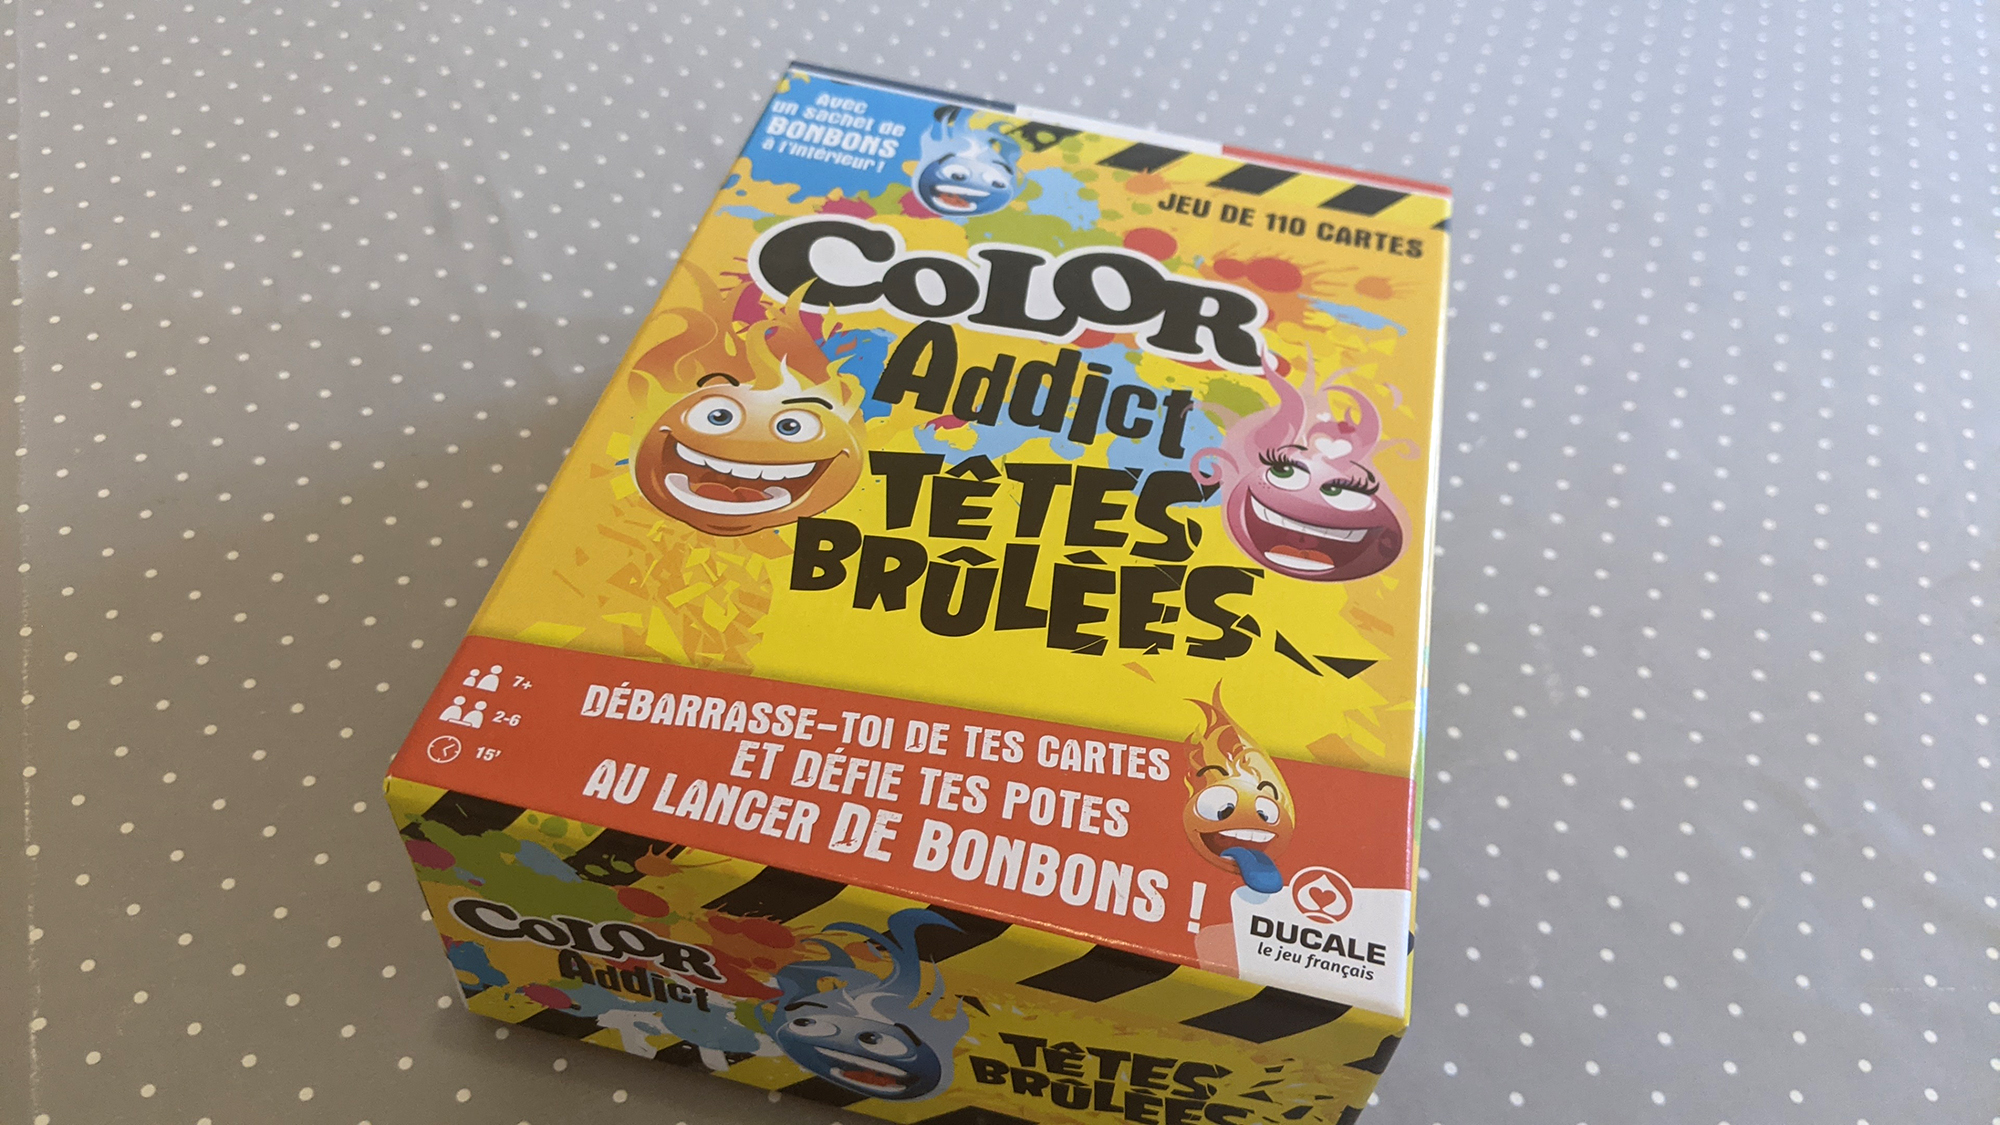 Avec
un sachet de
BONBONS
à l'intérieur !
JEU DE 110 CARTES
COLOR
Addict
TÊTES
BRÛLÉES
7+
2-6
15'
DÉBARRASSE-TOI DE TES CARTES
ET DÉFIE TES POTES
AU LANCER DE BONBONS !
DUCALE
le jeu français
COLOR
Addict
TÊTES
BRÛLÉES